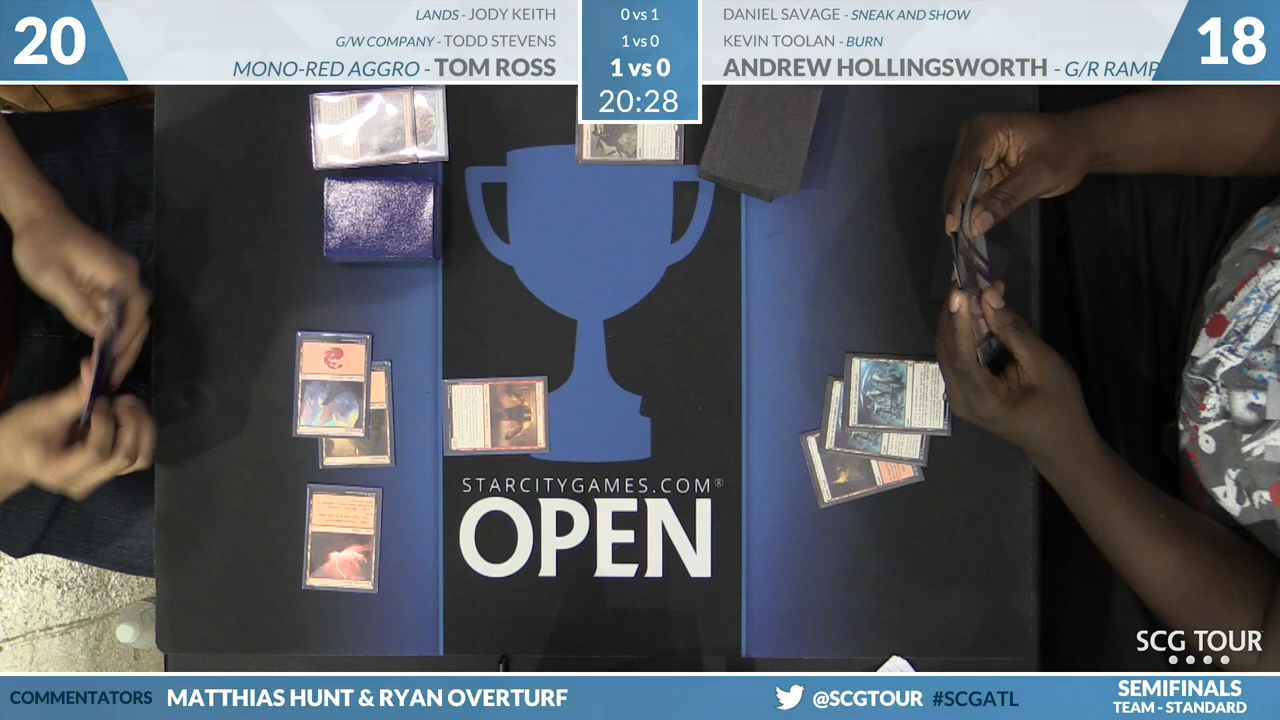 20
LANDS - JODY KEITH
G/W COMPANY - TODD STEVENS
MONO-RED AGGRO - TOM ROSS
0 vs 1
1 vs 0
1 vs 0
20:28
DANIEL SAVAGE - SNEAK AND SHOW
KEVIN TOOLAN - BURN
ANDREW HOLLINGSWORTH - G/R RAMP
18
STARCITYGAMES.COM®
OPEN
SCG TOUR
COMMENTATORS MATTHIAS HUNT & RYAN OVERTURF
@SCGTOUR #SCGATL
SEMIFINALS
TEAM - STANDARD